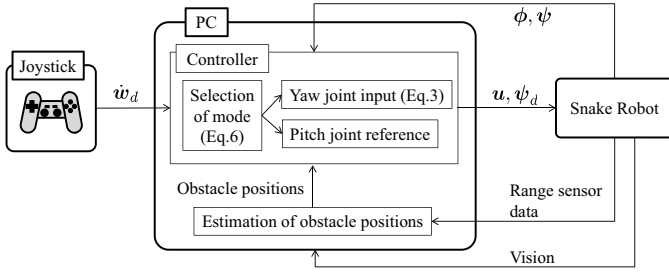 PC
ϕ, ψ
Joystick
Controller
ẇ_d
Selection
of mode
(Eq.6)
Yaw joint input (Eq.3)
Pitch joint reference
u, ψ_d
Snake Robot
Obstacle positions
Estimation of obstacle positions
Range sensor
data
Vision